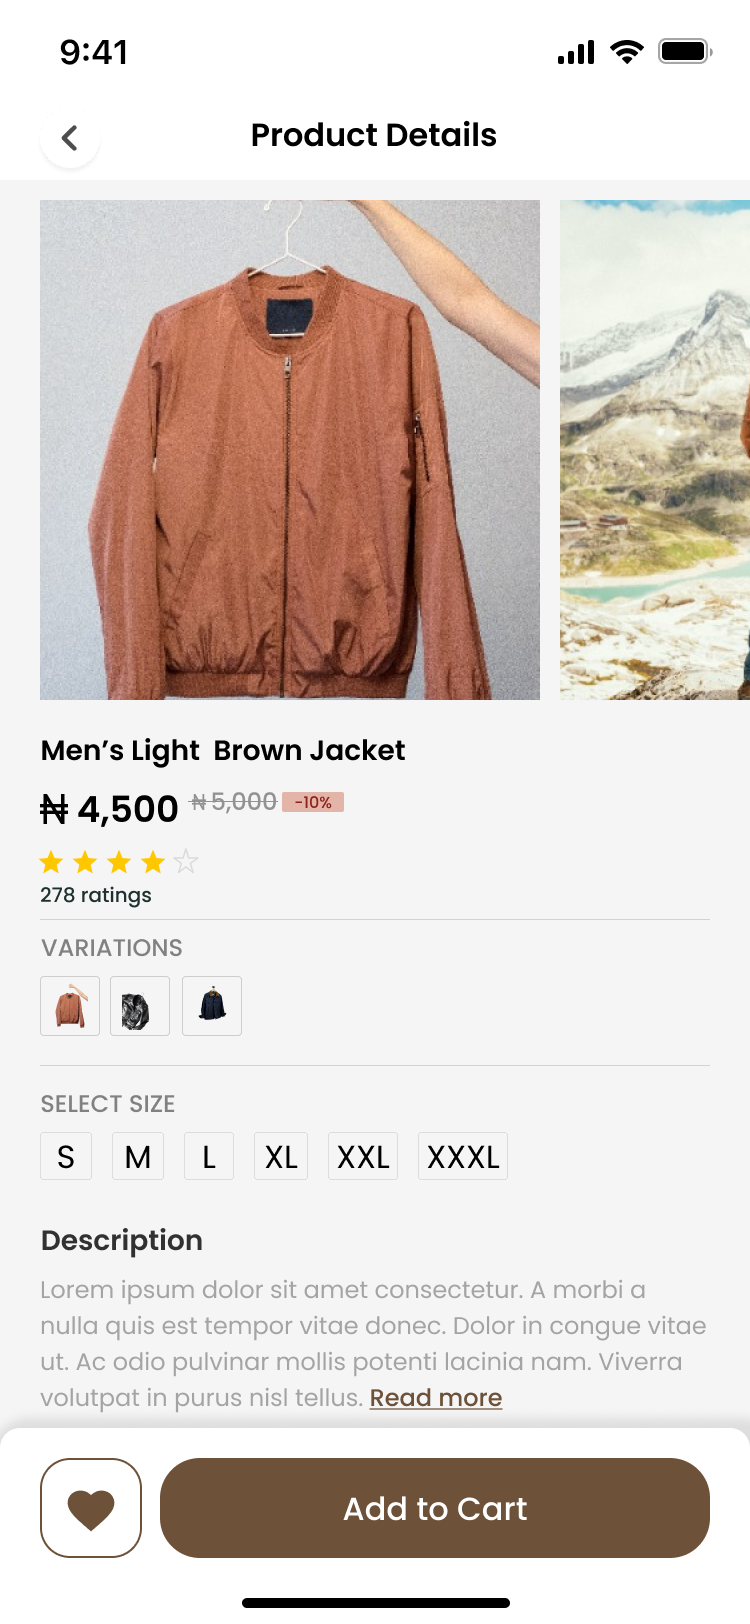 9:41
Product Details
Men’s Light  Brown Jacket
₦ 4,500 ₦5,000 -10%
278 ratings
VARIATIONS
SELECT SIZE
S M L XL XXL XXXL
Description
Lorem ipsum dolor sit amet consectetur. A morbi a
nulla quis est tempor vitae donec. Dolor in congue vitae
ut. Ac odio pulvinar mollis potenti lacinia nam. Viverra
volutpat in purus nisl tellus. Read more
Add to Cart